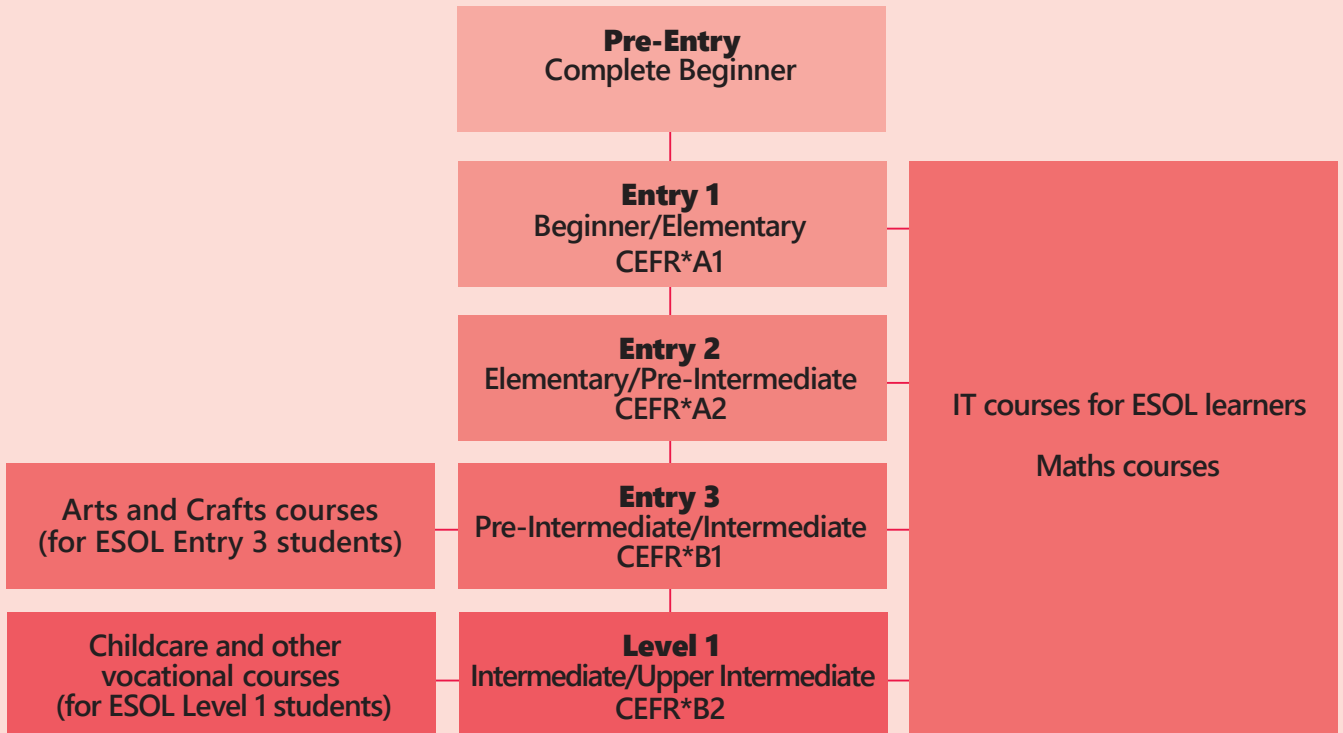 Pre-Entry
Complete Beginner
Entry 1
Beginner/Elementary
CEFR*A1
Entry 2
Elementary/Pre-Intermediate
CEFR*A2
IT courses for ESOL learners
Maths courses
Arts and Crafts courses
(for ESOL Entry 3 students)
Entry 3
Pre-Intermediate/Intermediate
CEFR*B1
Childcare and other
vocational courses
(for ESOL Level 1 students)
Level 1
Intermediate/Upper Intermediate
CEFR*B2